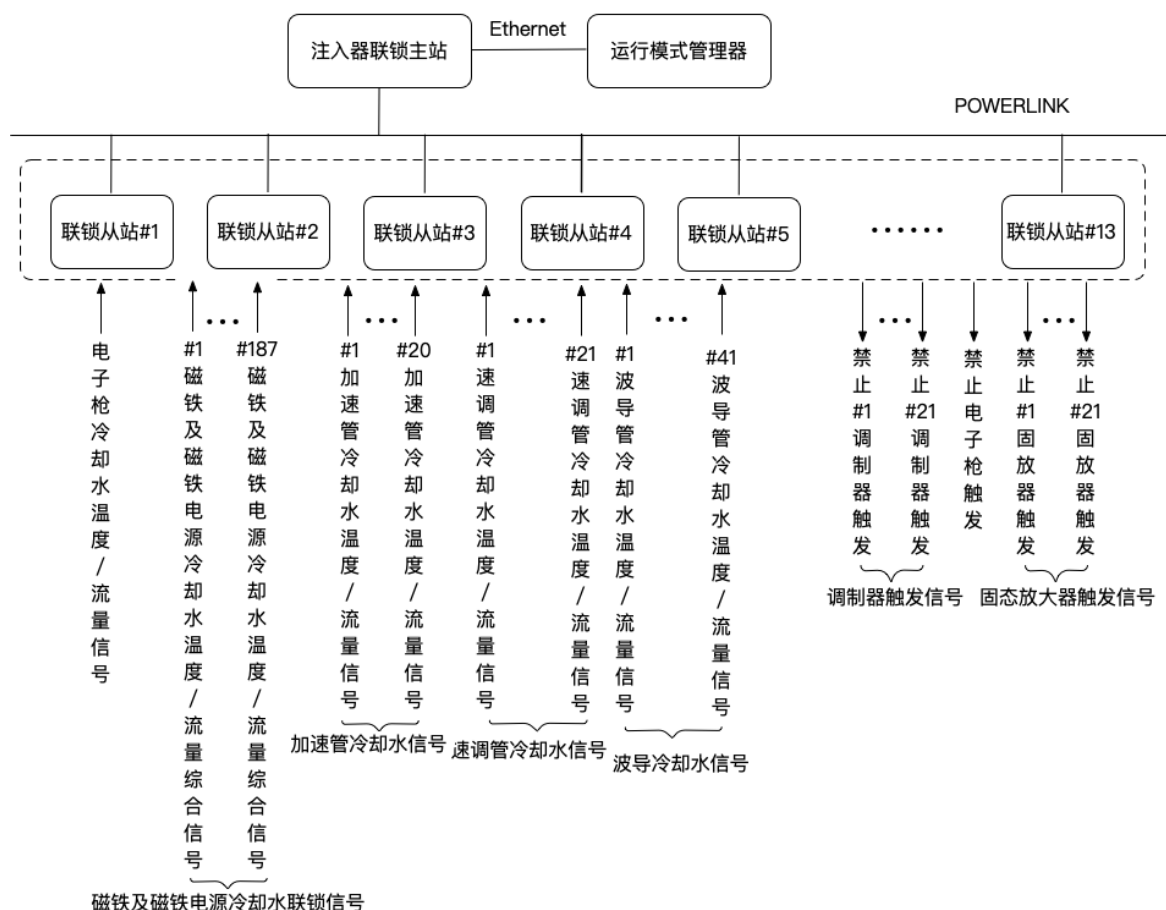 Ethernet
注入器联锁主站
运行模式管理器
POWERLINK
联锁从站#1
联锁从站#2
联锁从站#3
联锁从站#4
联锁从站#5
······
联锁从站#13
电子枪冷却水温度/流量信号
#1磁铁及磁铁电源冷却水温度/流量综合信号
···
#187磁铁及磁铁电源冷却水温度/流量综合信号
#1加速管冷却水温度/流量信号
···
#20加速管冷却水温度/流量信号
#1速调管冷却水温度/流量信号
···
#21速调管冷却水温度/流量信号
#1波导管冷却水温度/流量信号
···
#41波导管冷却水温度/流量信号
禁止#1调制器触发
···
禁止#21调制器触发
禁止电子枪触发
禁止#1固放器触发
···
禁止#21固放器触发
调制器触发信号
固态放大器触发信号
加速管冷却水信号
速调管冷却水信号
波导冷却水信号
磁铁及磁铁电源冷却水联锁信号